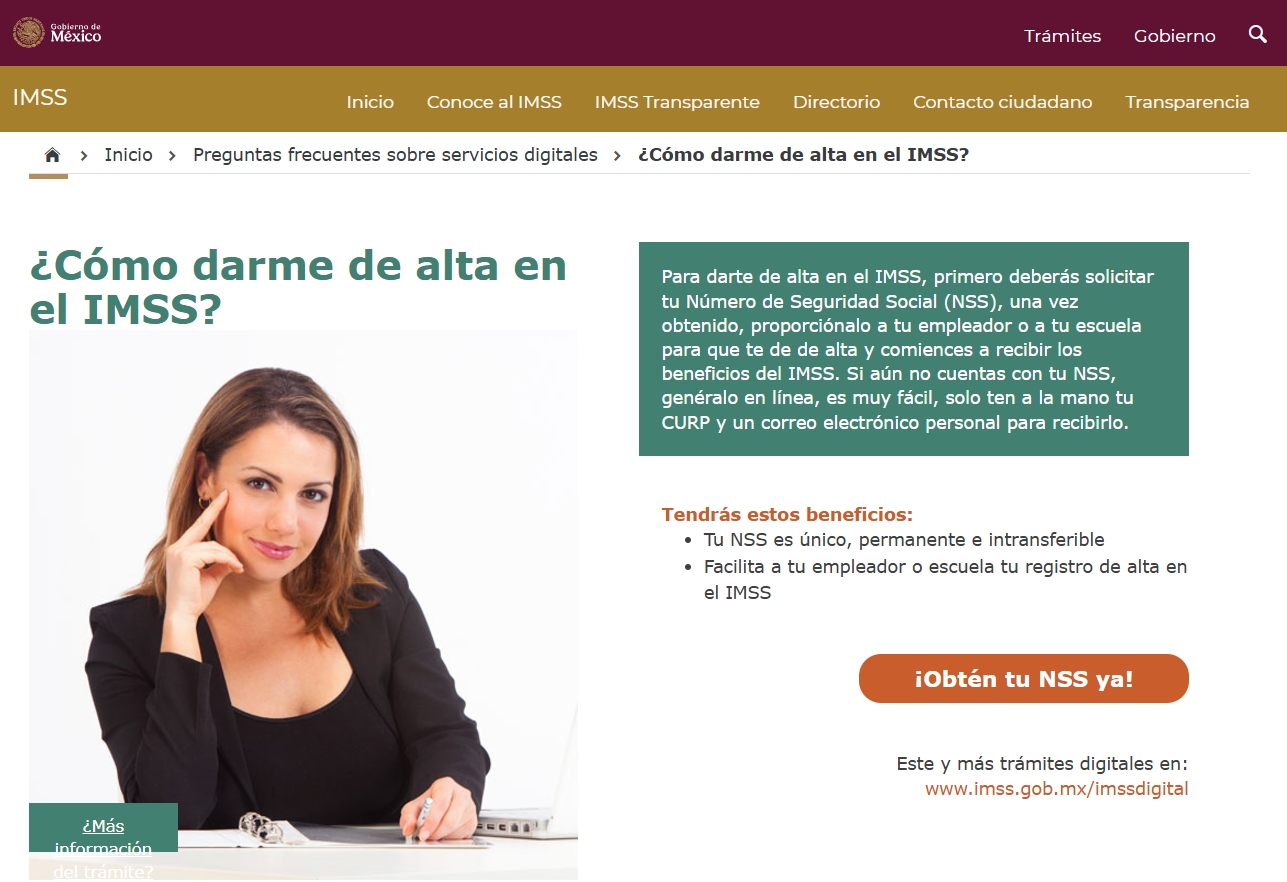 Gobierno de
México
Trámites
Gobierno
IMSS
Inicio
Conoce al IMSS
IMSS Transparente
Directorio
Contacto ciudadano
Transparencia
Inicio
Preguntas frecuentes sobre servicios digitales
¿Cómo darme de alta en el IMSS?
¿Cómo darme de alta en
el IMSS?
¿Más
información
del trámite?
Para darte de alta en el IMSS, primero deberás solicitar
tu Número de Seguridad Social (NSS), una vez
obtenido, proporciónalo a tu empleador o a tu escuela
para que te de de alta y comiences a recibir los
beneficios del IMSS. Si aún no cuentas con tu NSS,
genéralo en línea, es muy fácil, solo ten a la mano tu
CURP y un correo electrónico personal para recibirlo.
Tendrás estos beneficios:
Tu NSS es único, permanente e intransferible
Facilita a tu empleador o escuela tu registro de alta en
el IMSS
¡Obtén tu NSS ya!
Este y más trámites digitales en:
www.imss.gob.mx/imssdigital